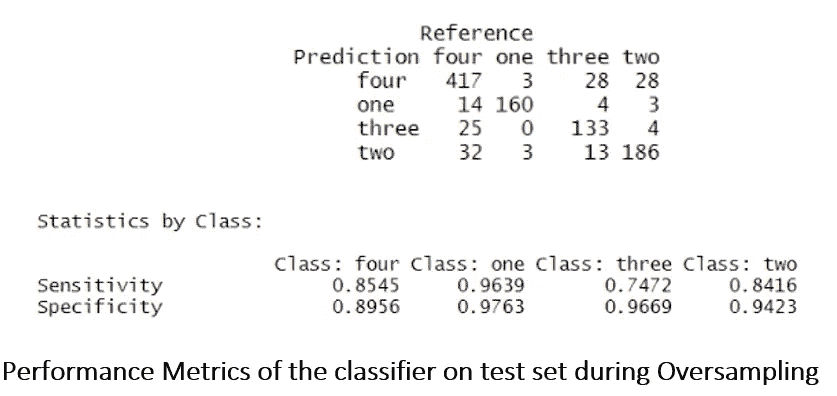 Reference
Prediction four one three two
four 417 3 28 28
one 14 160 4 3
three 25 0 133 4
two 32 3 13 186
Statistics by Class:
Class: four Class: one Class: three Class: two
Sensitivity 0.8545 0.9639 0.7472 0.8416
Specificity 0.8956 0.9763 0.9669 0.9423
Performance Metrics of the classifier on test set during Oversampling